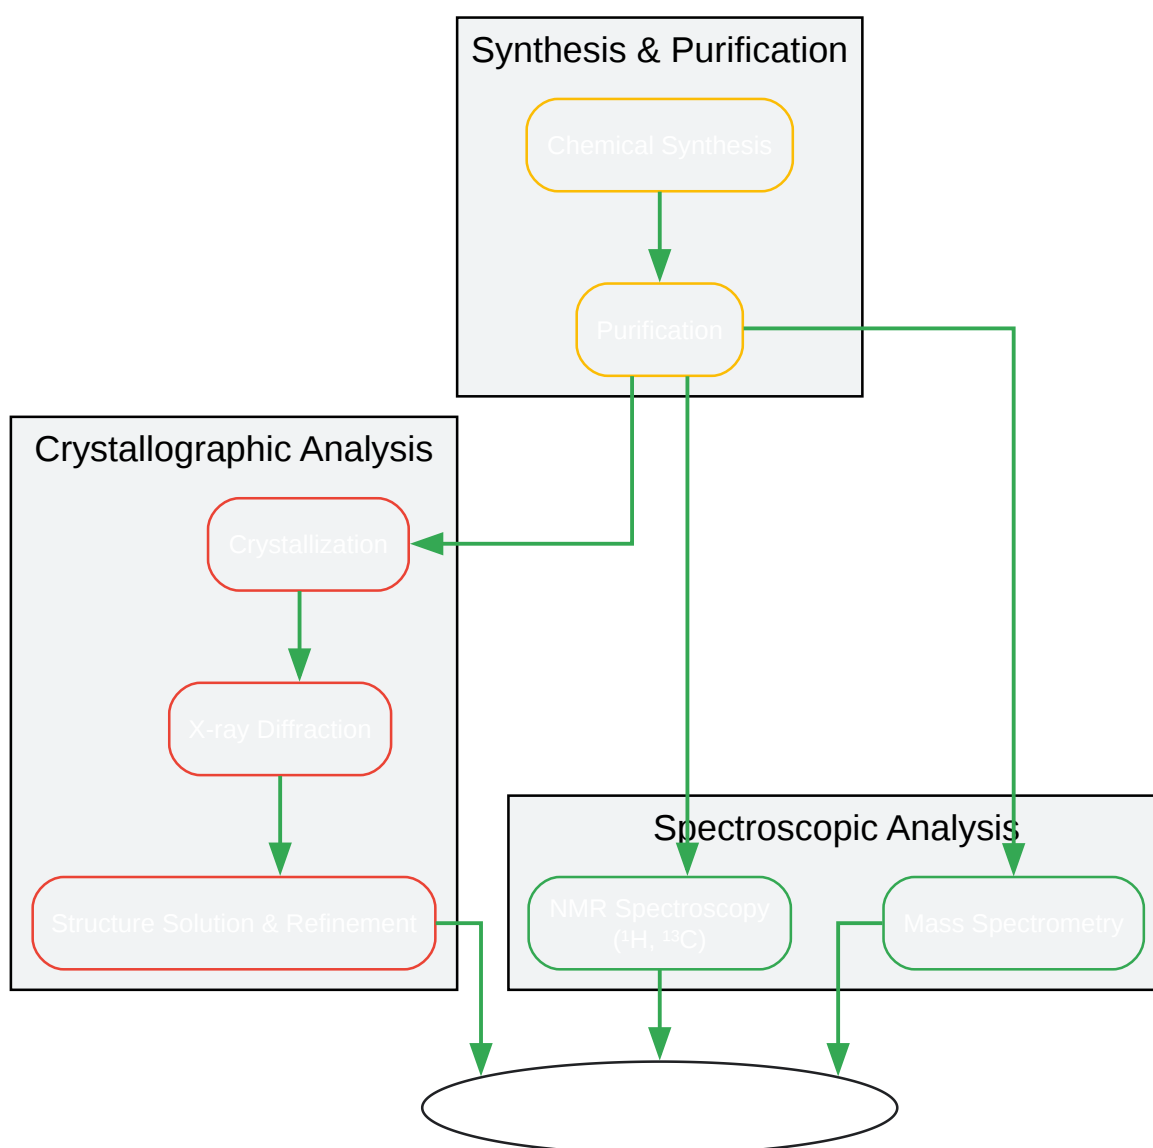 Synthesis & Purification
Chemical Synthesis
Purification
Crystallographic Analysis
Crystallization
X-ray Diffraction
Structure Solution & Refinement
Spectroscopic Analysis
NMR Spectroscopy
(¹H, ¹³C)
Mass Spectrometry